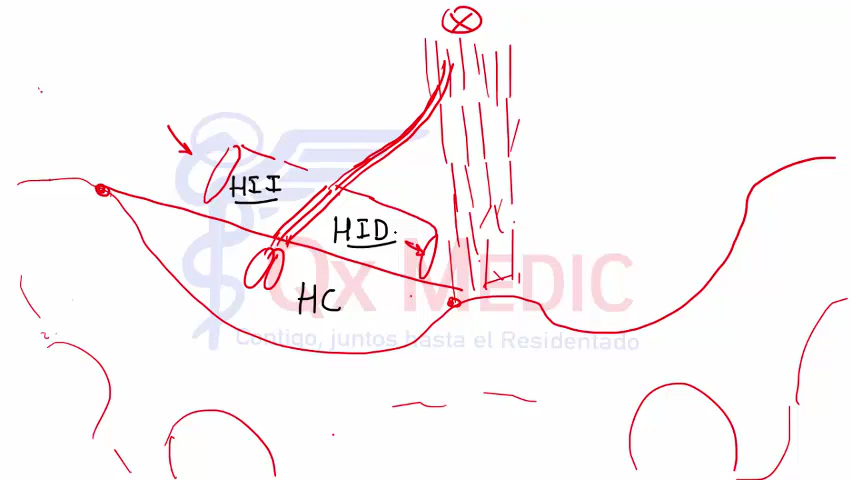 HII
HID.
HC
Qx MEDIC
Contigo, juntos hasta el Residentado